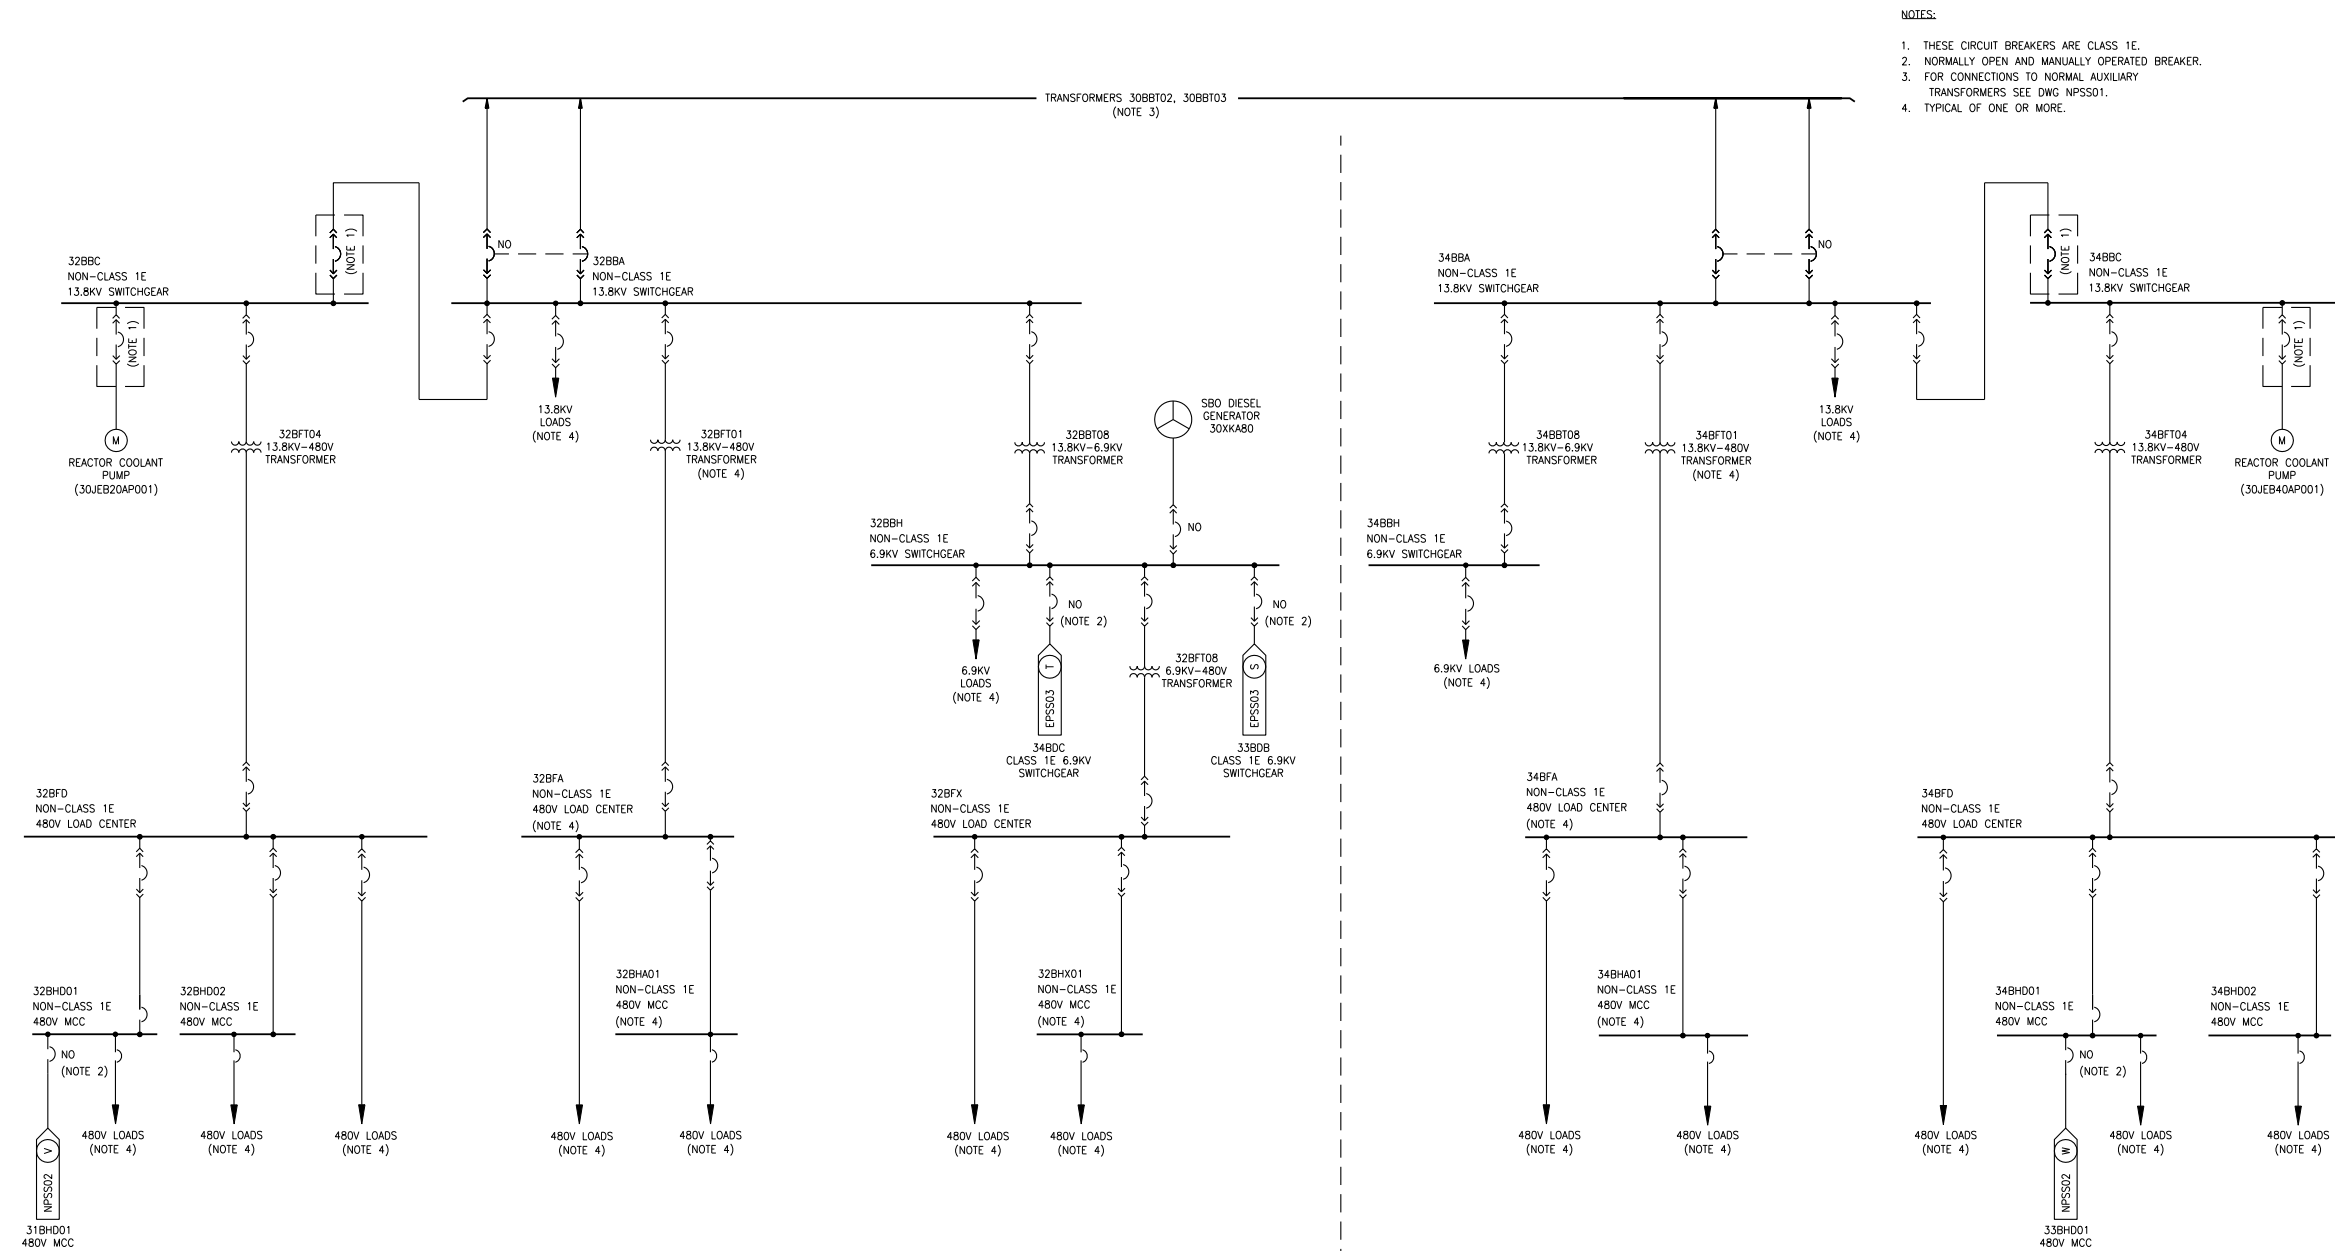 NOTES:
1. THESE CIRCUIT BREAKERS ARE CLASS 1E.
2. NORMALLY OPEN AND MANUALLY OPERATED BREAKER.
3. FOR CONNECTIONS TO NORMAL AUXILIARY
TRANSFORMERS SEE DWG NPSS01.
4. TYPICAL OF ONE OR MORE.
TRANSFORMERS 30BBT02, 30BBT03
(NOTE 3)
32BBC
NON-CLASS 1E
13.8KV SWITCHGEAR
(NOTE 1)
NO
32BBA
NON-CLASS 1E
13.8KV SWITCHGEAR
34BBA
NON-CLASS 1E
13.8KV SWITCHGEAR
NO
(NOTE 1)
34BBC
NON-CLASS 1E
13.8KV SWITCHGEAR
(NOTE 1)
M
REACTOR COOLANT
PUMP
(30JEB20AP001)
32BFT04
13.8KV-480V
TRANSFORMER
13.8KV
LOADS
(NOTE 4)
32BFT01
13.8KV-480V
TRANSFORMER
(NOTE 4)
32BBT08
13.8KV-6.9KV
TRANSFORMER
SBO DIESEL
GENERATOR
30XKA80
NO
34BBT08
13.8KV-6.9KV
TRANSFORMER
34BFT01
13.8KV-480V
TRANSFORMER
(NOTE 4)
13.8KV
LOADS
(NOTE 4)
34BFT04
13.8KV-480V
TRANSFORMER
(NOTE 1)
M
REACTOR COOLANT
PUMP
(30JEB40AP001)
32BBH
NON-CLASS 1E
6.9KV SWITCHGEAR
34BBH
NON-CLASS 1E
6.9KV SWITCHGEAR
6.9KV
LOADS
(NOTE 4)
NO
(NOTE 2)
T
EPSS03
34BDC
CLASS 1E 6.9KV
SWITCHGEAR
32BFT08
6.9KV-480V
TRANSFORMER
NO
(NOTE 2)
S
EPSS03
33BDB
CLASS 1E 6.9KV
SWITCHGEAR
6.9KV LOADS
(NOTE 4)
32BFD
NON-CLASS 1E
480V LOAD CENTER
32BFA
NON-CLASS 1E
480V LOAD CENTER
(NOTE 4)
32BFX
NON-CLASS 1E
480V LOAD CENTER
34BFA
NON-CLASS 1E
480V LOAD CENTER
(NOTE 4)
34BFD
NON-CLASS 1E
480V LOAD CENTER
32BHD01
NON-CLASS 1E
480V MCC
32BHD02
NON-CLASS 1E
480V MCC
32BHA01
NON-CLASS 1E
480V MCC
(NOTE 4)
32BHX01
NON-CLASS 1E
480V MCC
(NOTE 4)
34BHA01
NON-CLASS 1E
480V MCC
(NOTE 4)
34BHD01
NON-CLASS 1E
480V MCC
34BHD02
NON-CLASS 1E
480V MCC
NO
(NOTE 2)
V
NPSS02
31BHD01
480V MCC
480V LOADS
(NOTE 4)
480V LOADS
(NOTE 4)
480V LOADS
(NOTE 4)
480V LOADS
(NOTE 4)
480V LOADS
(NOTE 4)
480V LOADS
(NOTE 4)
480V LOADS
(NOTE 4)
480V LOADS
(NOTE 4)
480V LOADS
(NOTE 4)
480V LOADS
(NOTE 4)
NO
(NOTE 2)
W
NPSS02
33BHD01
480V MCC
480V LOADS
(NOTE 4)
480V LOADS
(NOTE 4)